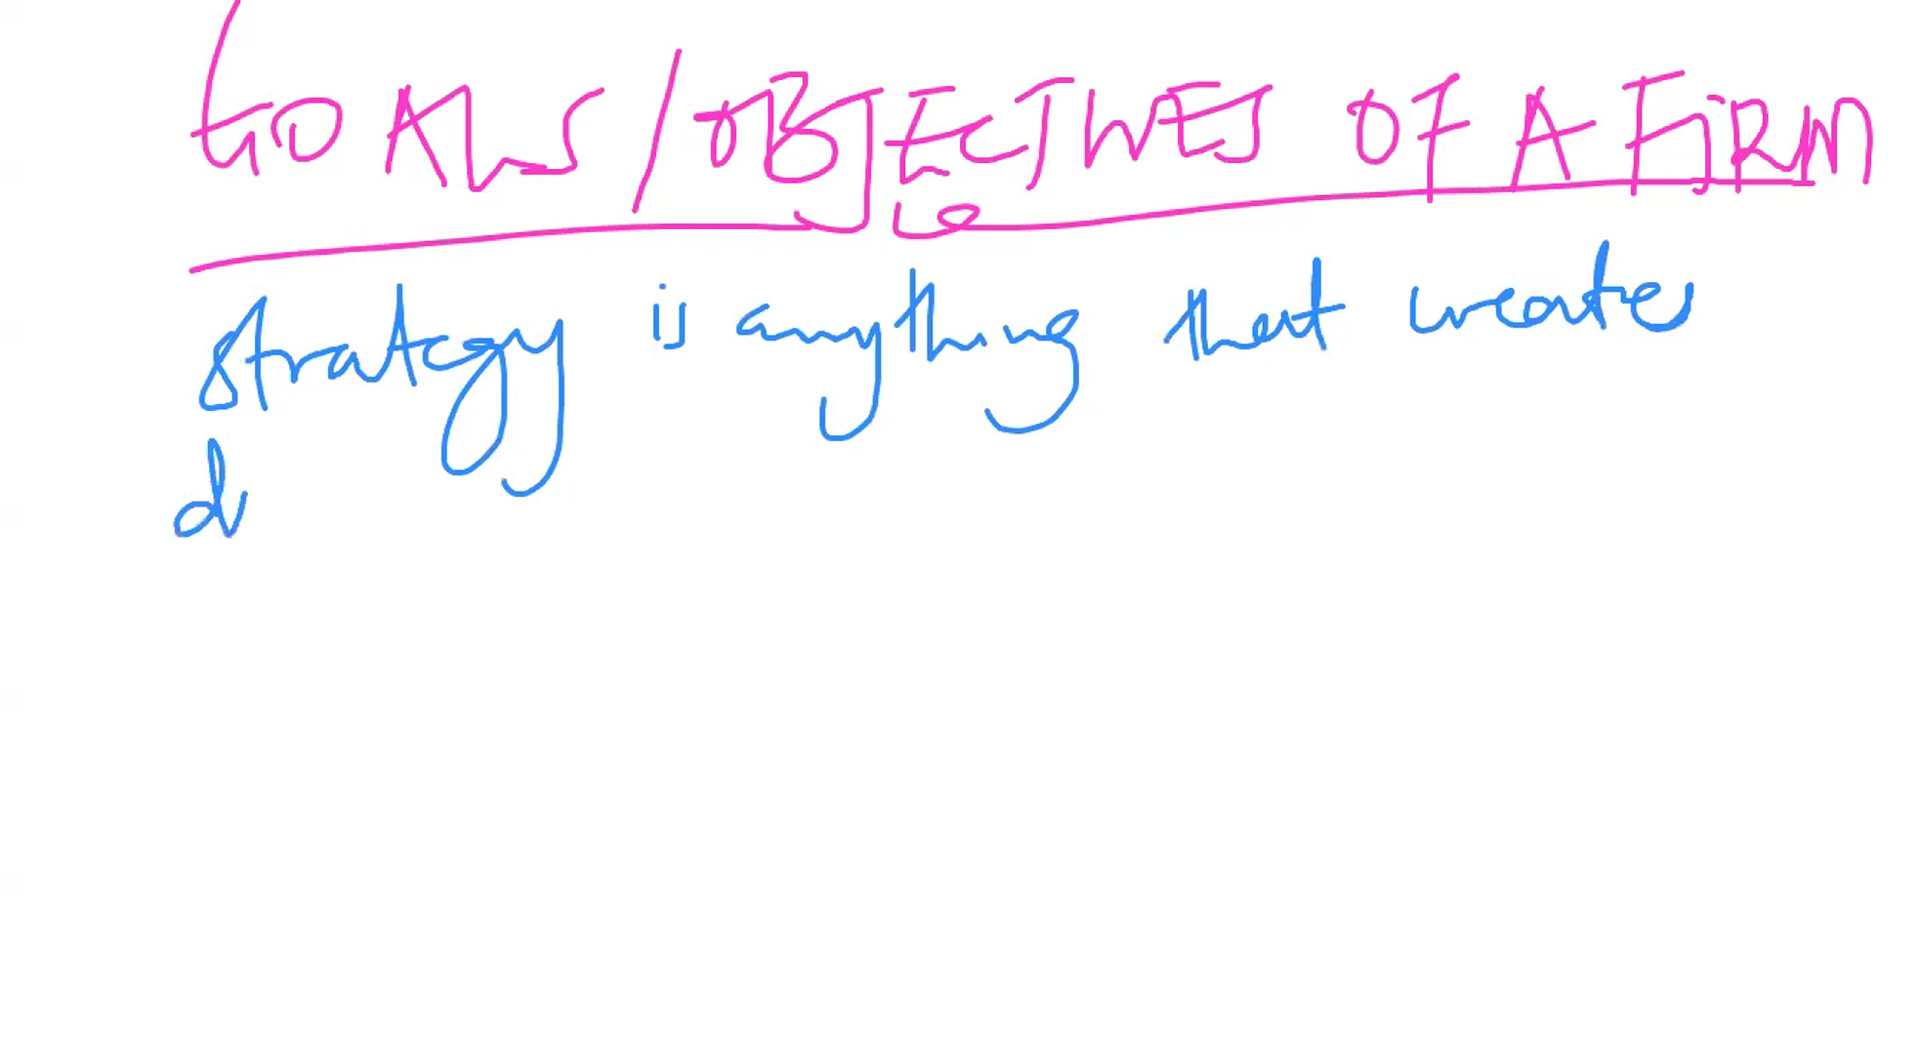 GOALS/OBJECTIVES OF A FIRM
strategy is anything that creates
d